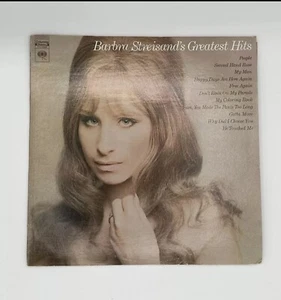 Barbra Streisand's Greatest Hits
People
Second Hand Rose
My Man
Happy Days Are Here Again
Free Again
Don't Rain On My Parade
My Coloring Book
Sam, You Made The Pants Too Long
Gotta Move
Why Did I Choose You
He Touched Me